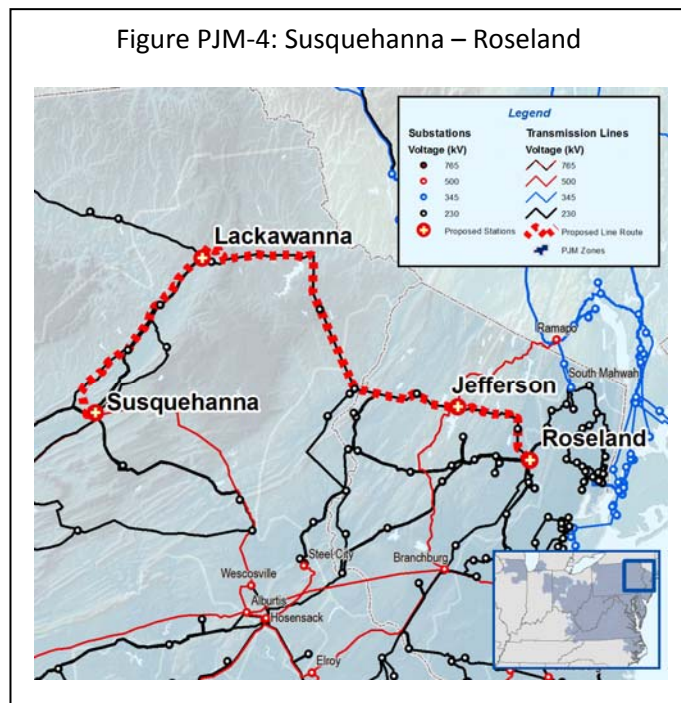 Figure PJM-4: Susquehanna – Roseland
Legend
Substations
Voltage (kV)
765
500
345
230
Proposed Stations
Transmission Lines
Voltage (kV)
765
500
345
230
Proposed Line Route
PJM Zones
Lackawanna
Ramapo
South Mahwah
Jefferson
Susquehanna
Roseland
Steel City
Branchburg
Wescosville
Alburtis
Hosensack
Elroy